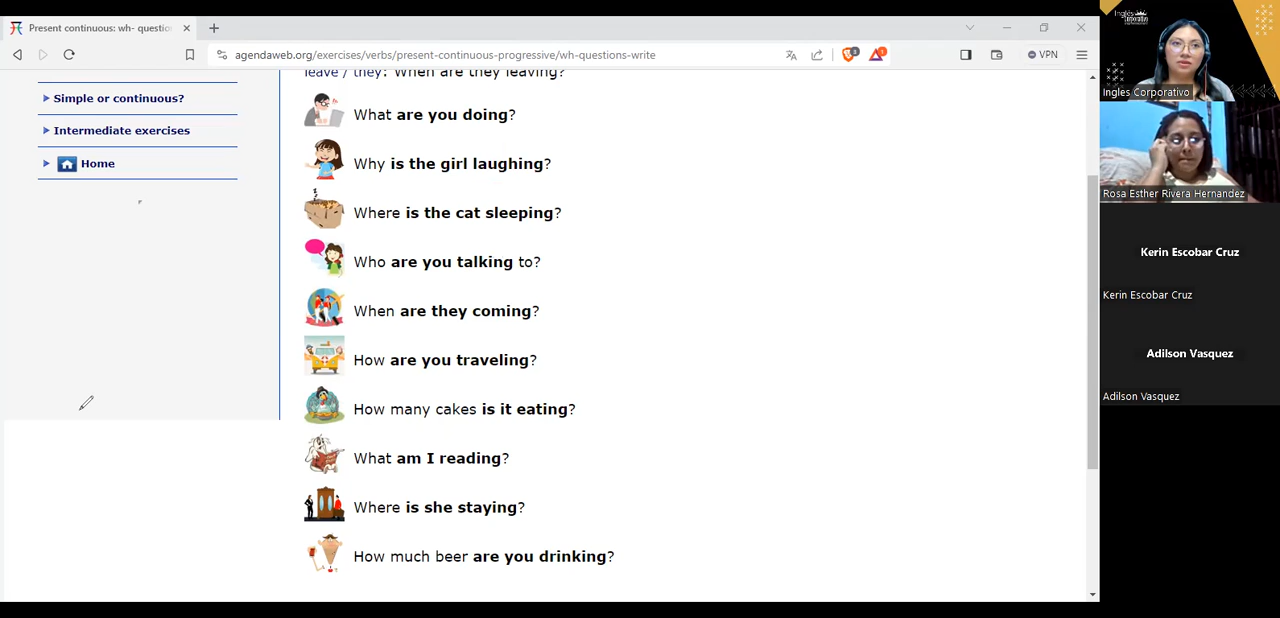 Present continuous: wh- questio
agendaweb.org/exercises/verbs/present-continuous-progressive/wh-questions-write
VPN
Simple or continuous?
Intermediate exercises
Home
leave / they: When are they leaving?
What are you doing?
Why is the girl laughing?
Where is the cat sleeping?
Who are you talking to?
When are they coming?
How are you traveling?
How many cakes is it eating?
What am I reading?
Where is she staying?
How much beer are you drinking?
Inglés
Corporativo
Ingles Corporativo
Rosa Esther Rivera Hernandez
Kerin Escobar Cruz
Kerin Escobar Cruz
Adilson Vasquez
Adilson Vasquez